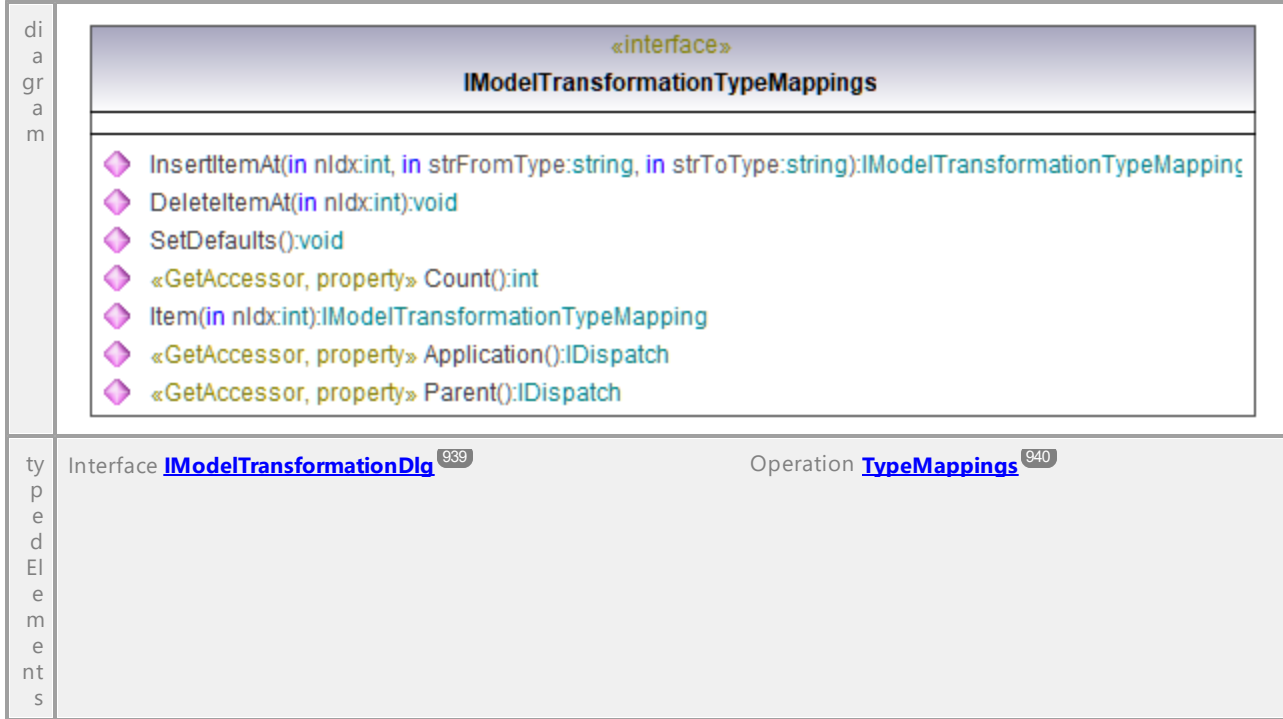 di
a
gr
a
m
«interface»
IModelTransformationTypeMappings
InsertItemAt(in nIdx:int, in strFromType:string, in strToType:string):IModelTransformationTypeMapping
DeleteItemAt(in nIdx:int):void
SetDefaults():void
«GetAccessor, property» Count():int
Item(in nIdx:int):IModelTransformationTypeMapping
«GetAccessor, property» Application():IDispatch
«GetAccessor, property» Parent():IDispatch
ty
p
e
d
El
e
m
e
nt
s
Interface IModelTransformationDlg 939 Operation TypeMappings 940